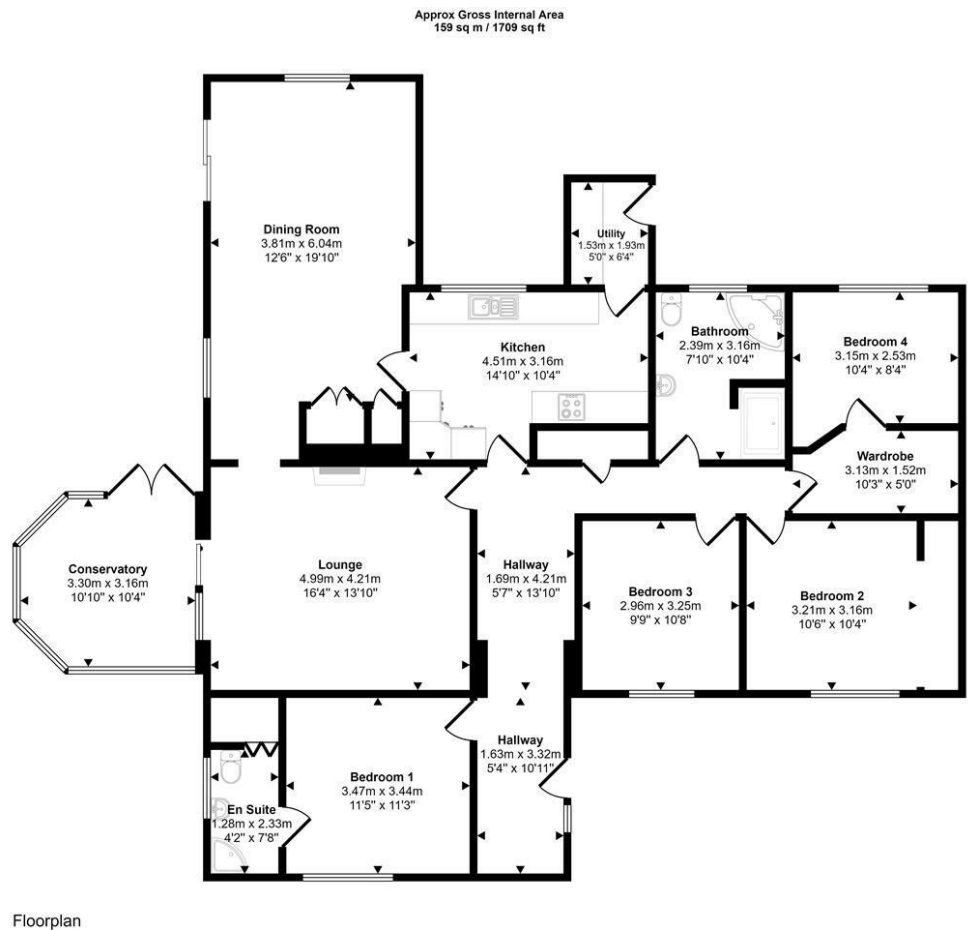 Approx Gross Internal Area
159 sq m / 1709 sq ft
Dining Room
3.81m x 6.04m
12'6" x 19'10"
Utility
1.53m x 1.93m
5'0" x 6'4"
Kitchen
4.51m x 3.16m
14'10" x 10'4"
Bathroom
2.39m x 3.16m
7'10" x 10'4"
Bedroom 4
3.15m x 2.53m
10'4" x 8'4"
Wardrobe
3.13m x 1.52m
10'3" x 5'0"
Conservatory
3.30m x 3.16m
10'10" x 10'4"
Lounge
4.99m x 4.21m
16'4" x 13'10"
Hallway
1.69m x 4.21m
5'7" x 13'10"
Bedroom 3
2.96m x 3.25m
9'9" x 10'8"
Bedroom 2
3.21m x 3.16m
10'6" x 10'4"
Hallway
1.63m x 3.32m
5'4" x 10'11"
Bedroom 1
3.47m x 3.44m
11'5" x 11'3"
En Suite
1.28m x 2.33m
4'2" x 7'8"
Floorplan